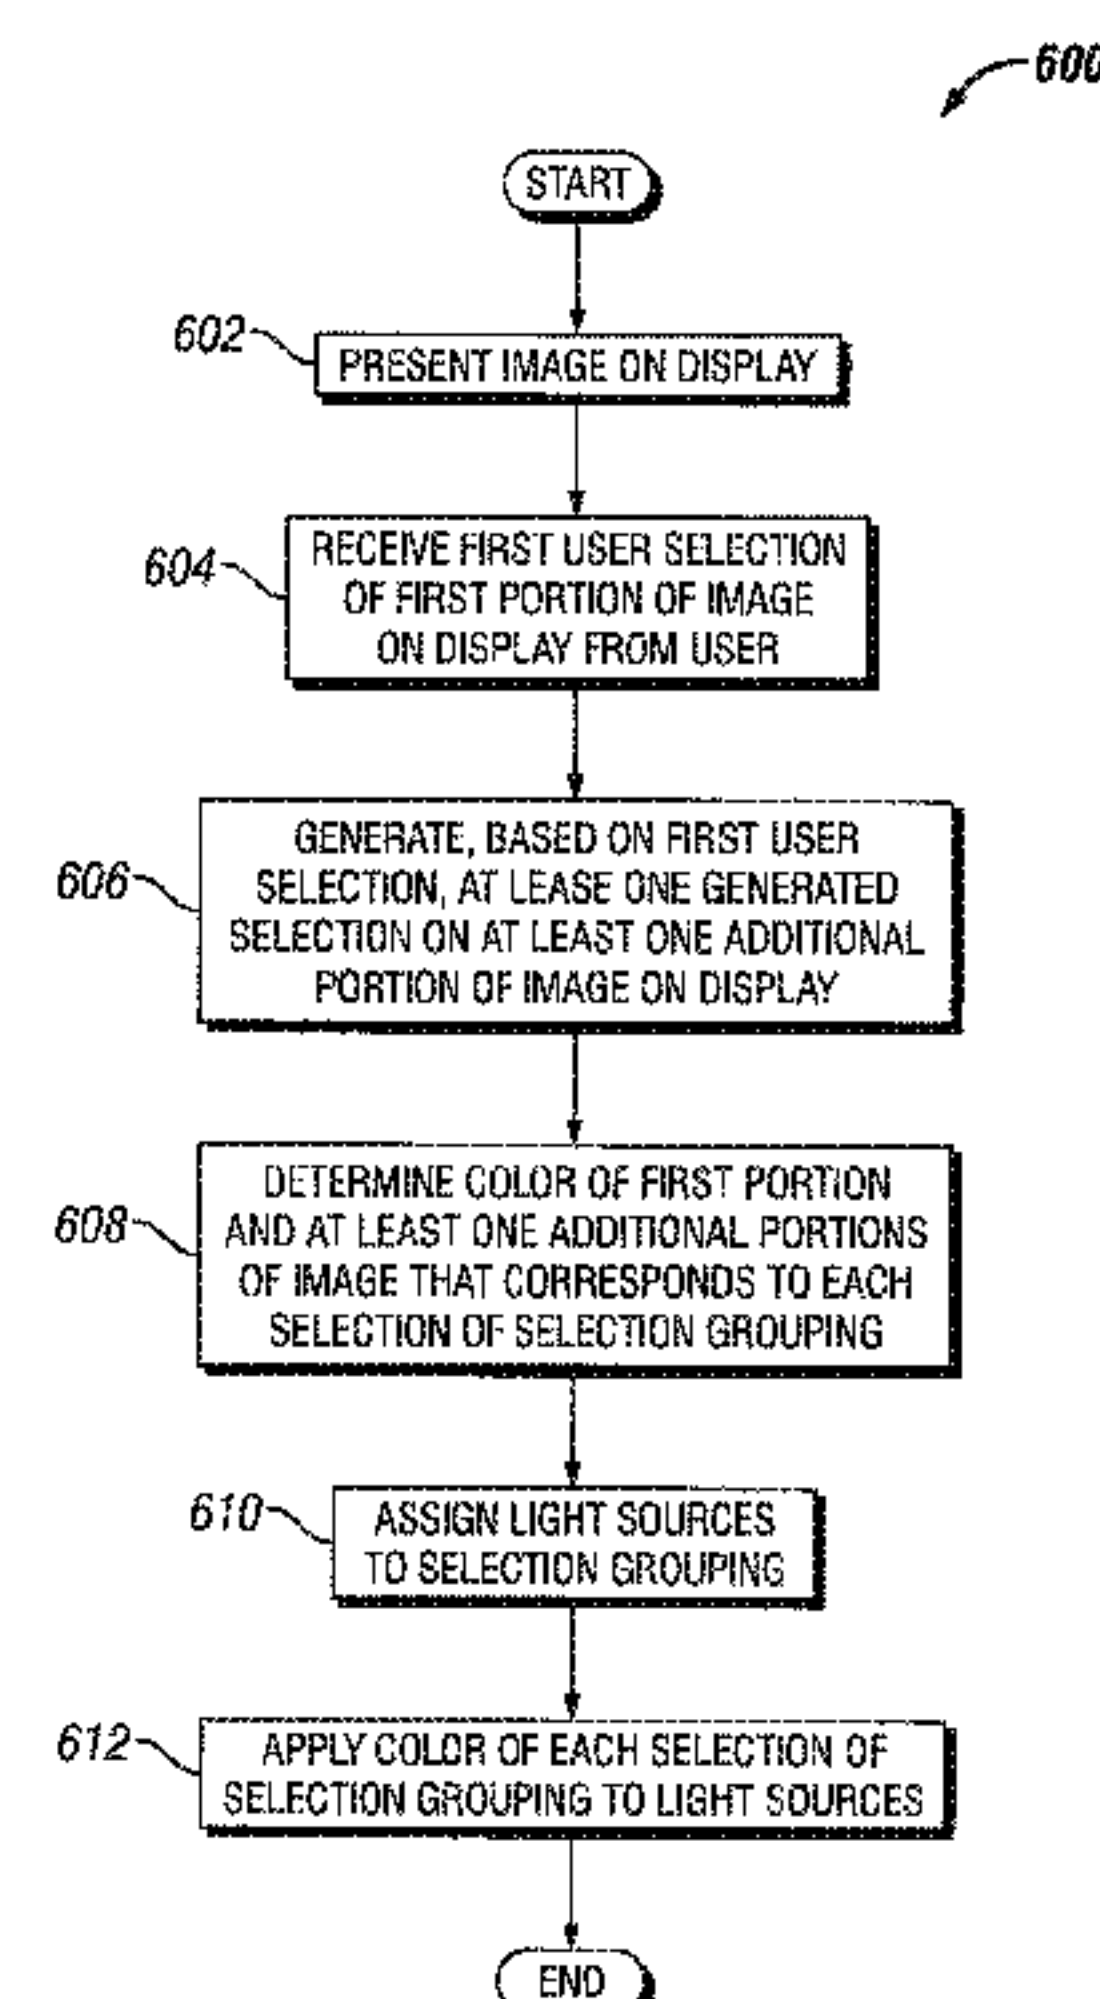 600
START
602
PRESENT IMAGE ON DISPLAY
604
RECEIVE FIRST USER SELECTION
OF FIRST PORTION OF IMAGE
ON DISPLAY FROM USER
606
GENERATE, BASED ON FIRST USER
SELECTION, AT LEASE ONE GENERATED
SELECTION ON AT LEAST ONE ADDITIONAL
PORTION OF IMAGE ON DISPLAY
608
DETERMINE COLOR OF FIRST PORTION
AND AT LEAST ONE ADDITIONAL PORTIONS
OF IMAGE THAT CORRESPONDS TO EACH
SELECTION OF SELECTION GROUPING
610
ASSIGN LIGHT SOURCES
TO SELECTION GROUPING
612
APPLY COLOR OF EACH SELECTION OF
SELECTION GROUPING TO LIGHT SOURCES
END